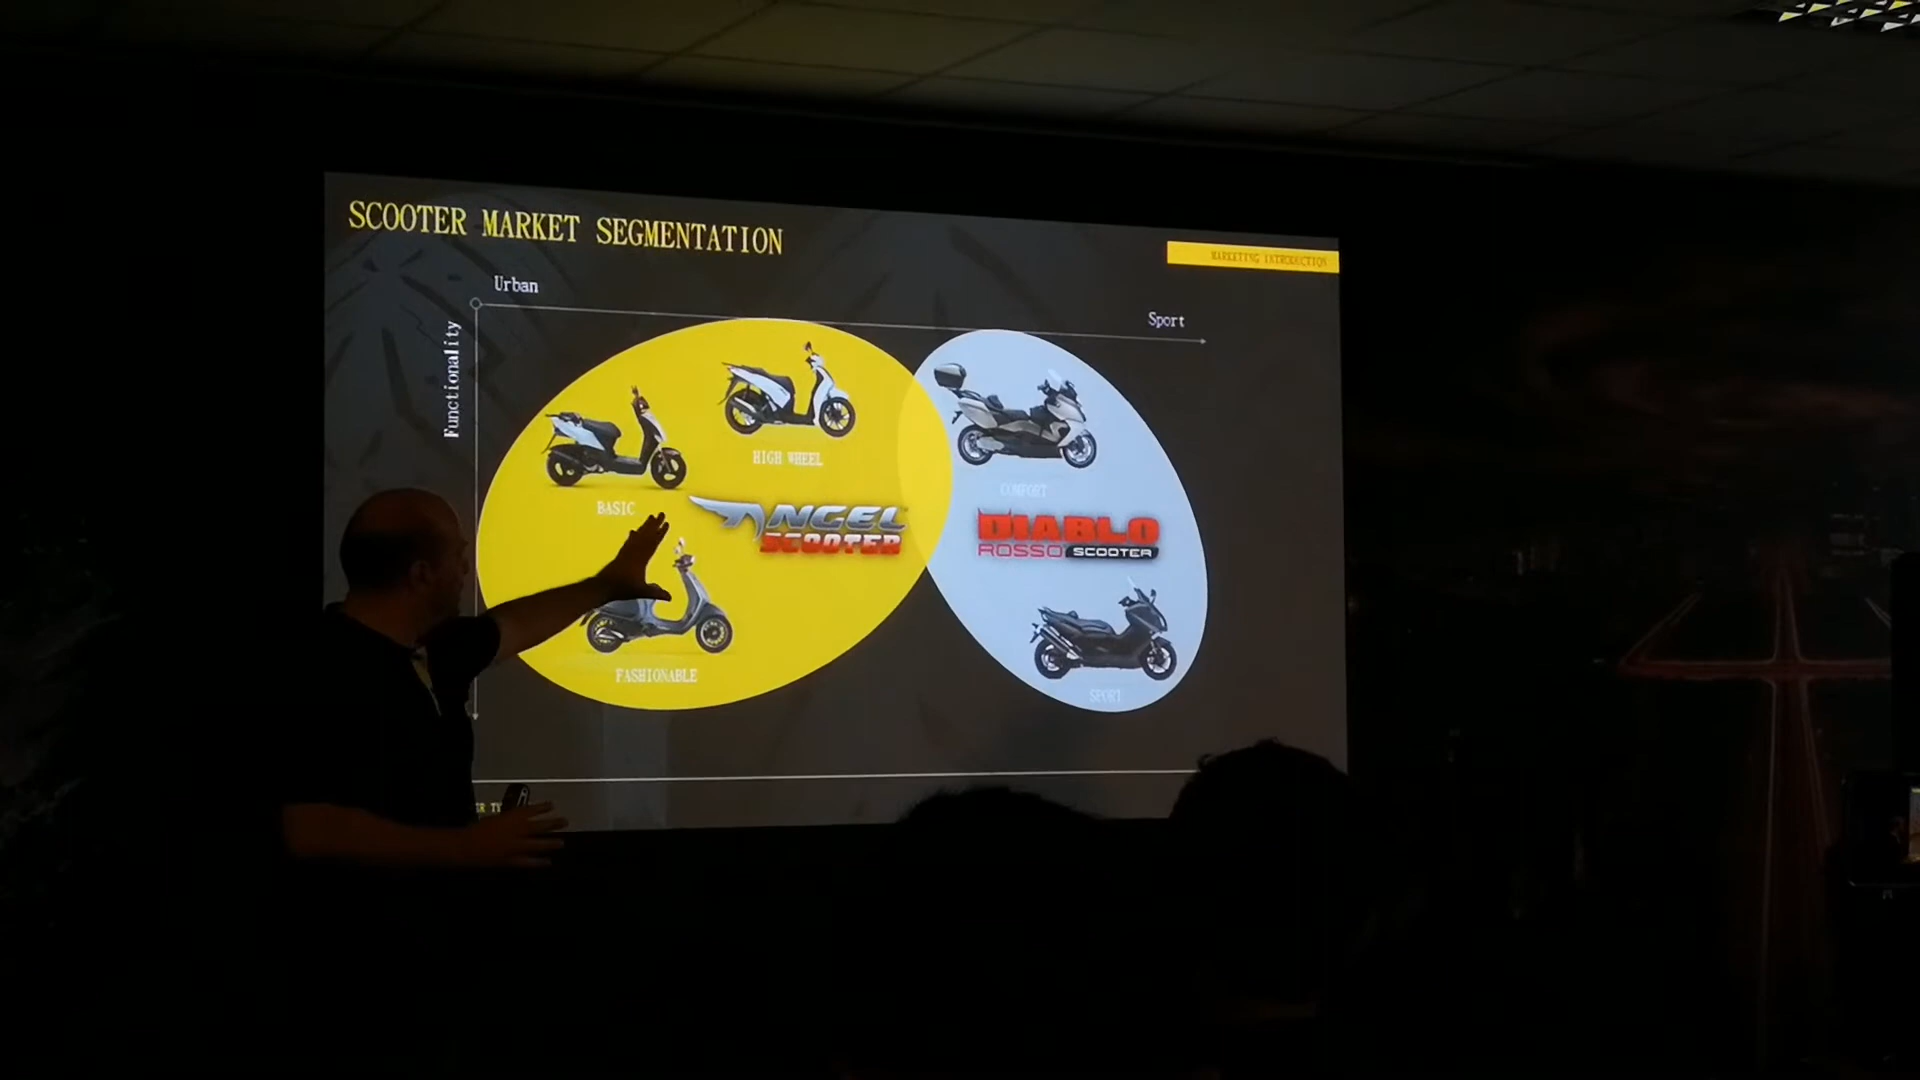 SCOOTER MARKET SEGMENTATION
MARKETING INTRODUCTION
Urban
Sport
Functionality
HIGH WHEEL
BASIC
COMFORT
ANGEL
SCOOTER
DIABLO
ROSSO SCOOTER
FASHIONABLE
SPORT